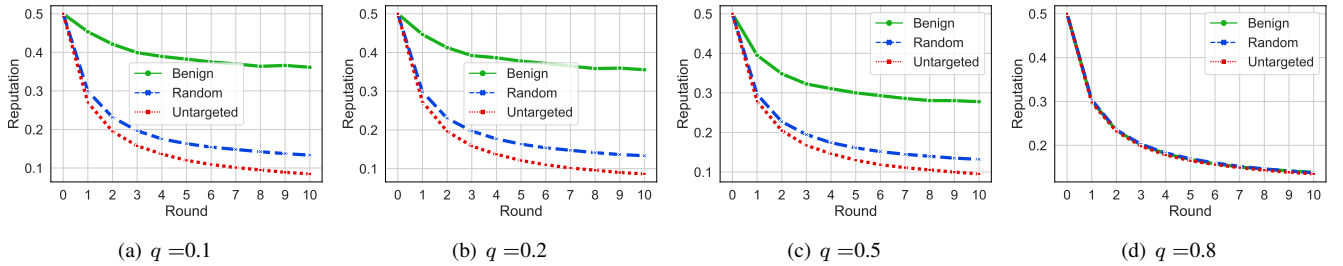 0.5
0.4
0.3
0.2
0.1
Reputation
Benign
Random
Untargeted
0 1 2 3 4 5 6 7 8 9 10
Round
(a) q =0.1
0.5
0.4
0.3
0.2
0.1
Reputation
Benign
Random
Untargeted
0 1 2 3 4 5 6 7 8 9 10
Round
(b) q =0.2
0.5
0.4
0.3
0.2
0.1
Reputation
Benign
Random
Untargeted
0 1 2 3 4 5 6 7 8 9 10
Round
(c) q =0.5
0.5
0.4
0.3
0.2
Reputation
Benign
Random
Untargeted
0 1 2 3 4 5 6 7 8 9 10
Round
(d) q =0.8